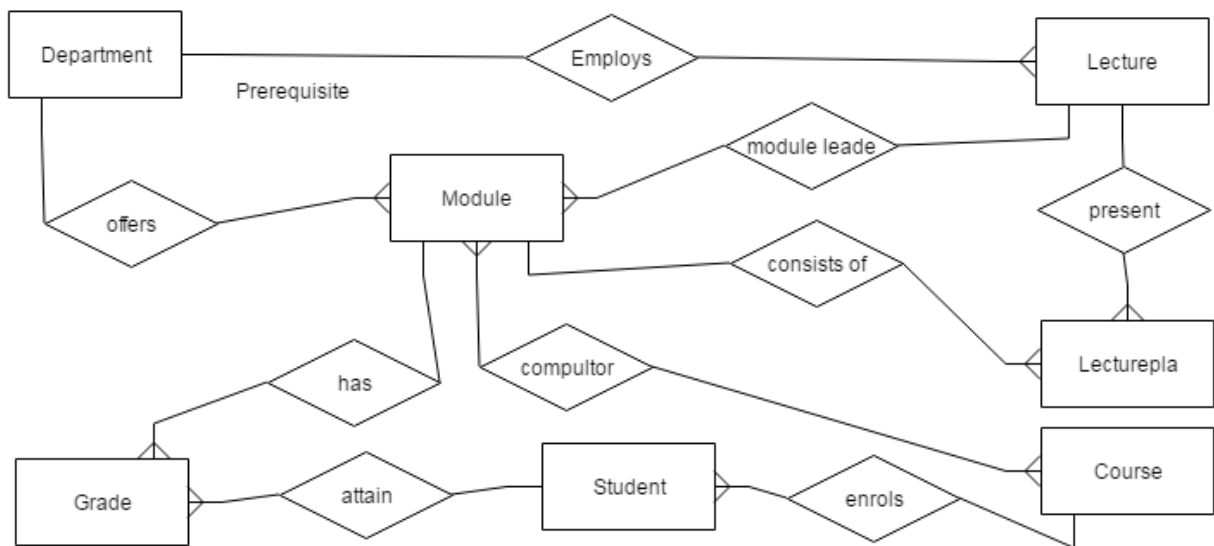 Department
Employs
Lecture
Prerequisite
module leade
Module
present
offers
consists of
has
compultor
Lecturepla
Grade
attain
Student
enrols
Course